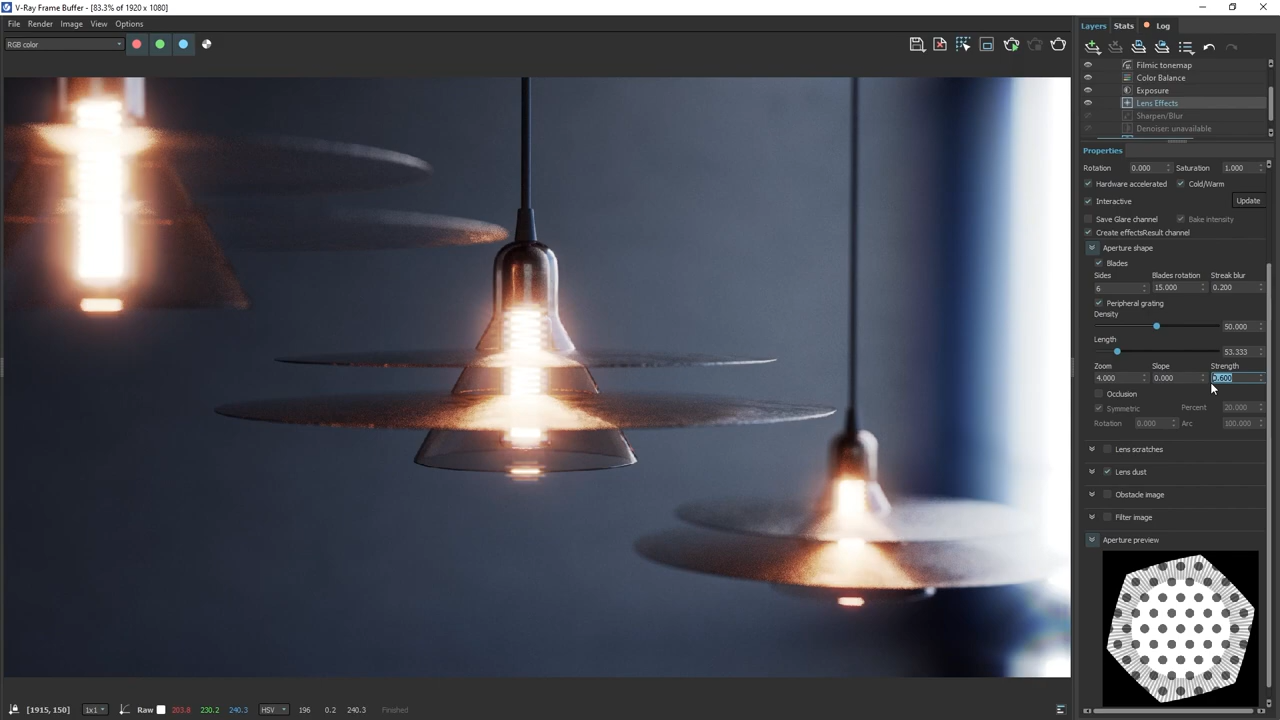 V-Ray Frame Buffer - [83.3% of 1920 x 1080]
File Render Image View Options
RGB color
Layers Stats Log
Filmic tonemap
Color Balance
Exposure
Lens Effects
Sharpen/Blur
Denoiser: unavailable
Properties
Rotation 0.000 Saturation 1.000
Hardware accelerated Cold/Warm
Interactive Update
Save Glare channel Bake intensity
Create effectsResult channel
Aperture shape
Blades
Sides Blades rotation Streak blur
6 15.000 0.200
Peripheral grating
Density
50.000
Length
53.333
Zoom Slope Strength
4.000 0.000 0.600
Occlusion
Symmetric Percent 20.000
Rotation 0.000 Arc 100.000
Lens scratches
Lens dust
Obstacle image
Filter image
Aperture preview
[1915, 150] 1x1 Raw 203.8 230.2 240.3 HSV 196 0.2 240.3 Finished